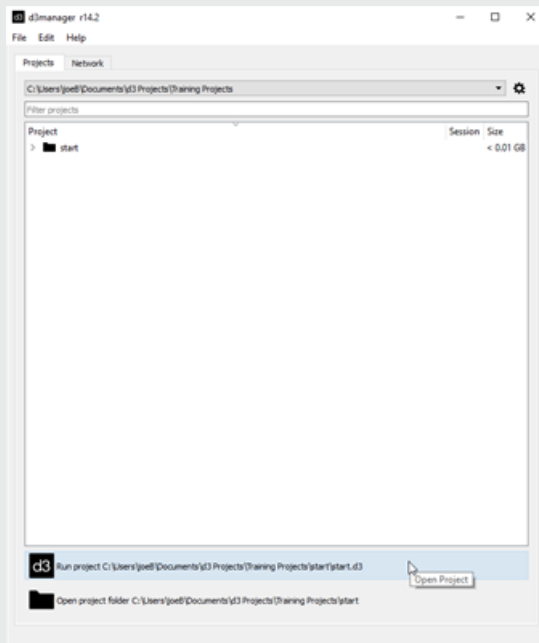 d3 d3manager r14.2
File Edit Help
Projects Network
C:\Users\JoeB\Documents\d3 Projects\Training Projects
Filter projects
Project Session Size
start < 0.01 GB
d3 Run project C:\Users\JoeB\Documents\d3 Projects\Training Projects\start\start.d3
Open Project
Open project folder C:\Users\JoeB\Documents\d3 Projects\Training Projects\start